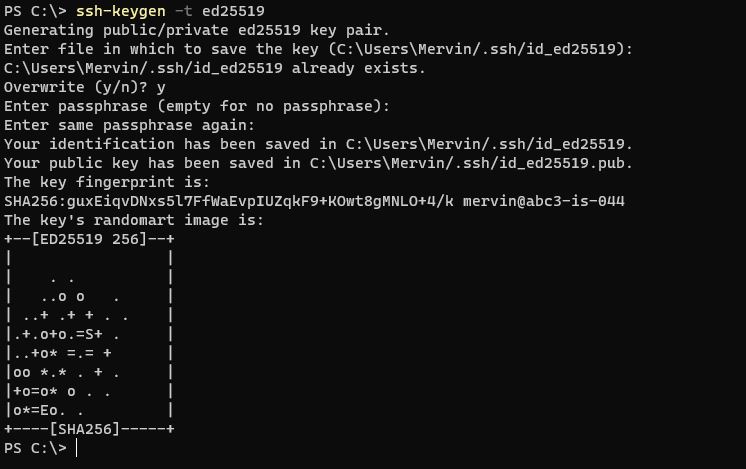 PS C:\> ssh-keygen -t ed25519
Generating public/private ed25519 key pair.
Enter file in which to save the key (C:\Users\Mervin/.ssh/id_ed25519):
C:\Users\Mervin/.ssh/id_ed25519 already exists.
Overwrite (y/n)? y
Enter passphrase (empty for no passphrase):
Enter same passphrase again:
Your identification has been saved in C:\Users\Mervin/.ssh/id_ed25519.
Your public key has been saved in C:\Users\Mervin/.ssh/id_ed25519.pub.
The key fingerprint is:
SHA256:guxEiqvDNxs5l7FfWaEvpIUZqkF9+KOwt8gMNLO+4/k mervin@abc3-is-044
The key's randomart image is:
+--[ED25519 256]--+
|                 |
|    . .          |
|   ..o o   .     |
| ..+ .+ + . .    |
|.+.o+o.=S+ .     |
|..+o* =.= +      |
|oo *.* . + .     |
|+o=o* o . .      |
|o*=Eo. .         |
+----[SHA256]-----+
PS C:\>